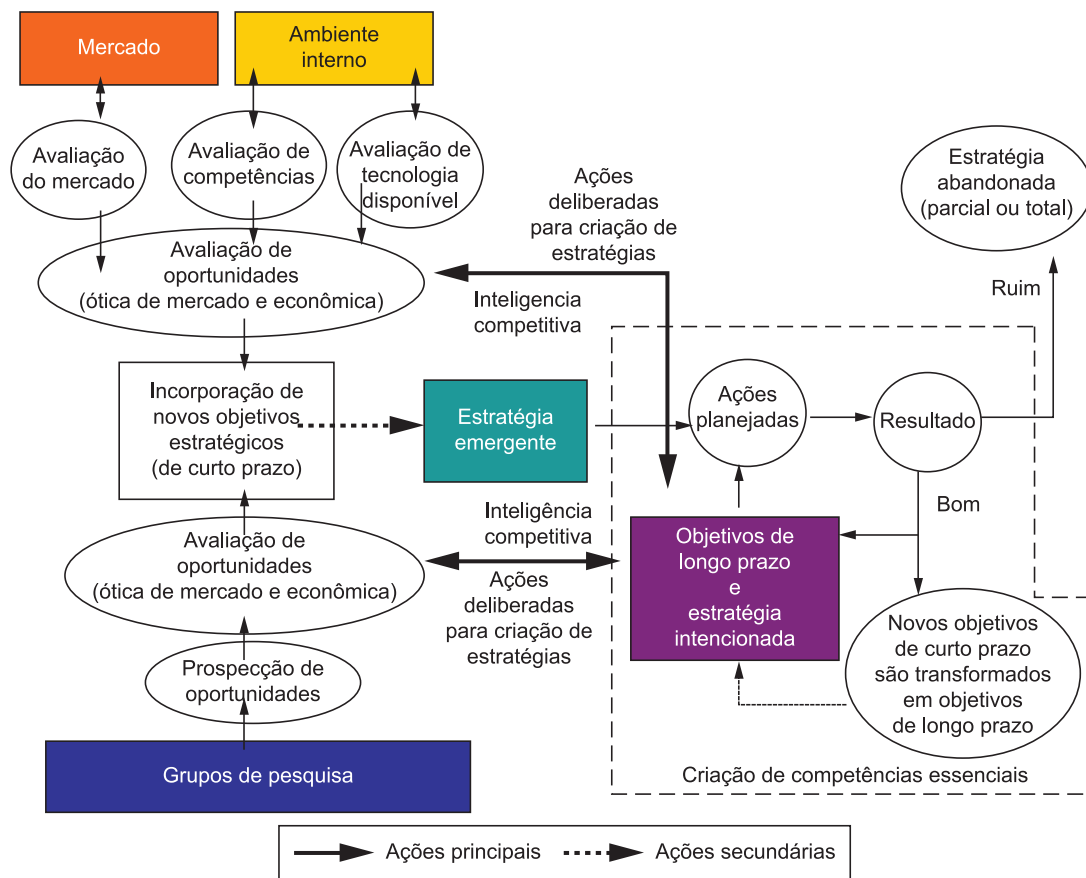 Mercado
Ambiente
interno
Avaliação
do mercado
Avaliação de
competências
Avaliação de
tecnologia
disponível
Avaliação de
oportunidades
(ótica de mercado e econômica)
Ações
deliberadas
para criação de
estratégias
Inteligencia
competitiva
Estratégia
abandonada
(parcial ou total)
Ruim
Incorporação de
novos objetivos
estratégicos
(de curto prazo)
Estratégia
emergente
Ações
planejadas
Resultado
Bom
Avaliação de
oportunidades
(ótica de mercado e econômica)
Inteligência
competitiva
Ações
deliberadas
para criação de
estratégias
Objetivos de
longo prazo
e
estratégia
intencionada
Novos objetivos
de curto prazo
são transformados
em objetivos
de longo prazo
Prospecção de
oportunidades
Grupos de pesquisa
Criação de competências essenciais
Ações principais
Ações secundárias